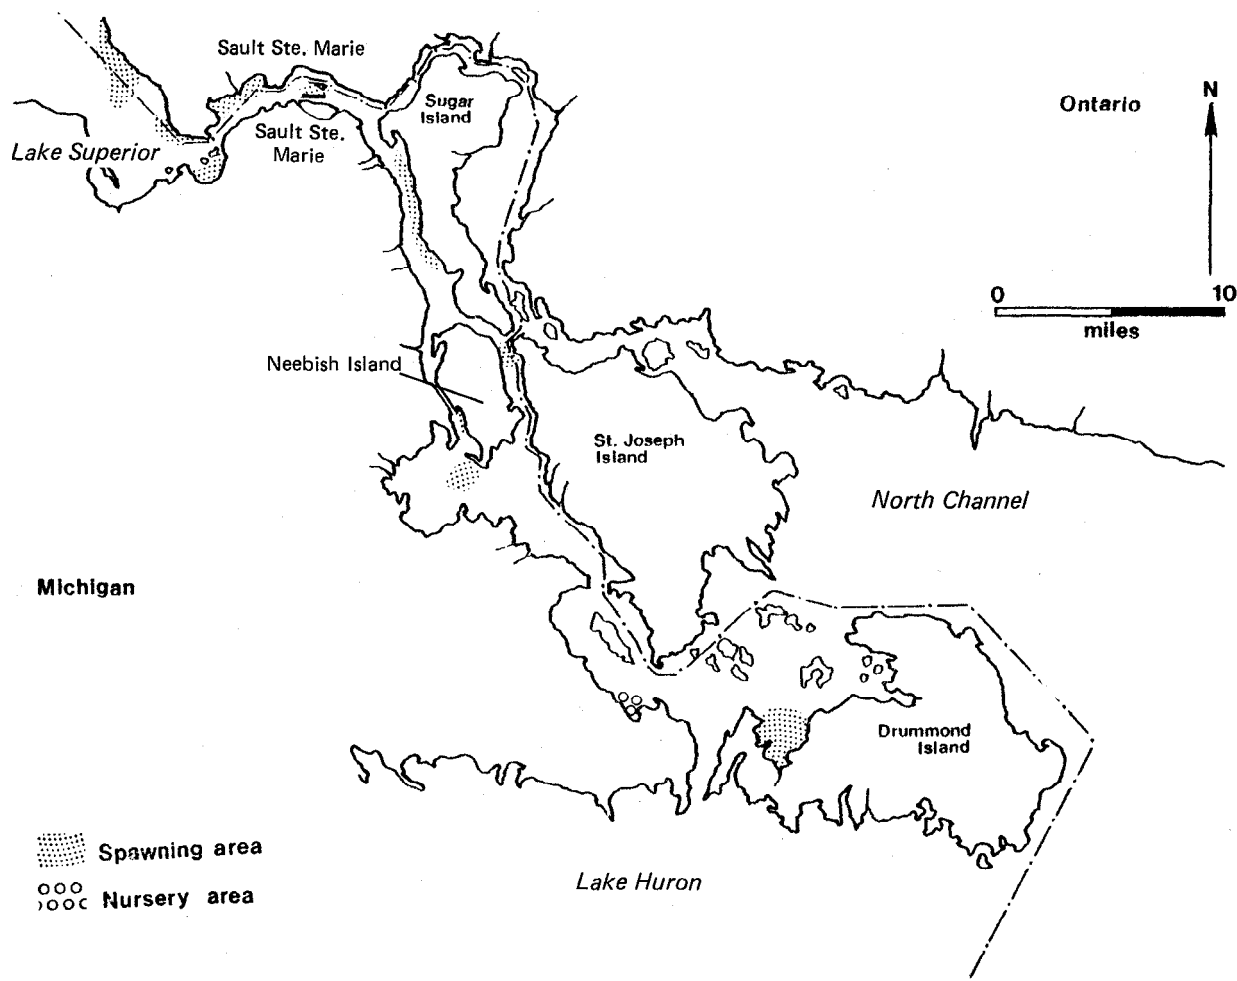 Sault Ste. Marie
Sugar
Island
Ontario
N
Sault Ste.
Marie
Lake Superior
0 10
miles
Neebish Island
St. Joseph
Island
North Channel
Michigan
Drummond
Island
Spawning area
Nursery area
Lake Huron